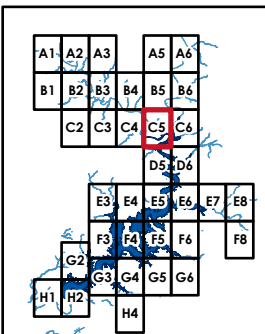 A1 A2 A3 A5 A6
B1 B2 B3 B4 B5 B6
C2 C3 C4 C5 C6
D5 D6
E3 E4 E5 E6 E7 E8
F3 F4 F5 F6 F8
G2 G3 G4 G5 G6
H1 H2 H4